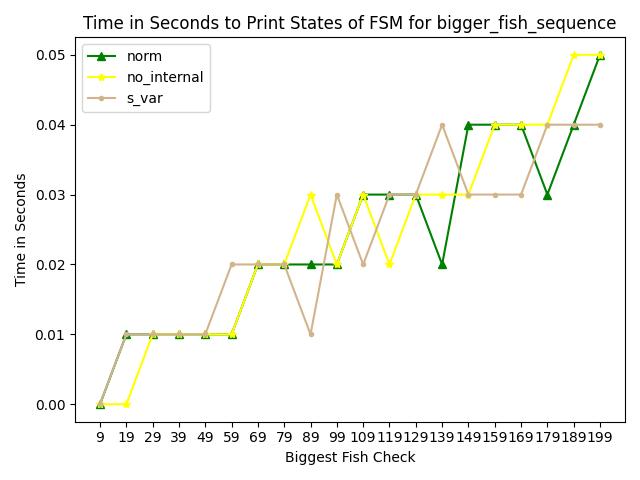 Time in Seconds to Print States of FSM for bigger_fish_sequence
norm
no_internal
s_var
Time in Seconds
0.05
0.04
0.03
0.02
0.01
0.00
9 19 29 39 49 59 69 79 89 99 109 119 129 139 149 159 169 179 189 199
Biggest Fish Check